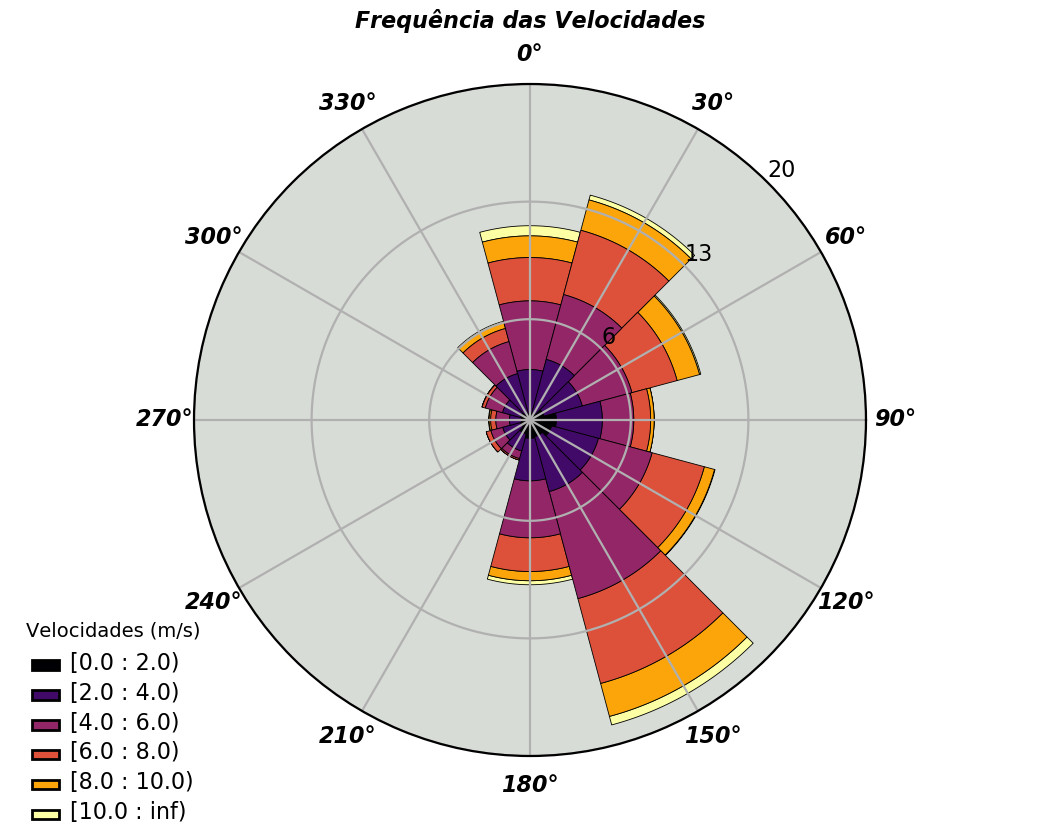 Frequência das Velocidades
0°
330°
30°
20
300°
60°
13
6
270°
90°
240°
120°
210°
150°
180°
Velocidades (m/s)
[0.0 : 2.0)
[2.0 : 4.0)
[4.0 : 6.0)
[6.0 : 8.0)
[8.0 : 10.0)
[10.0 : inf)